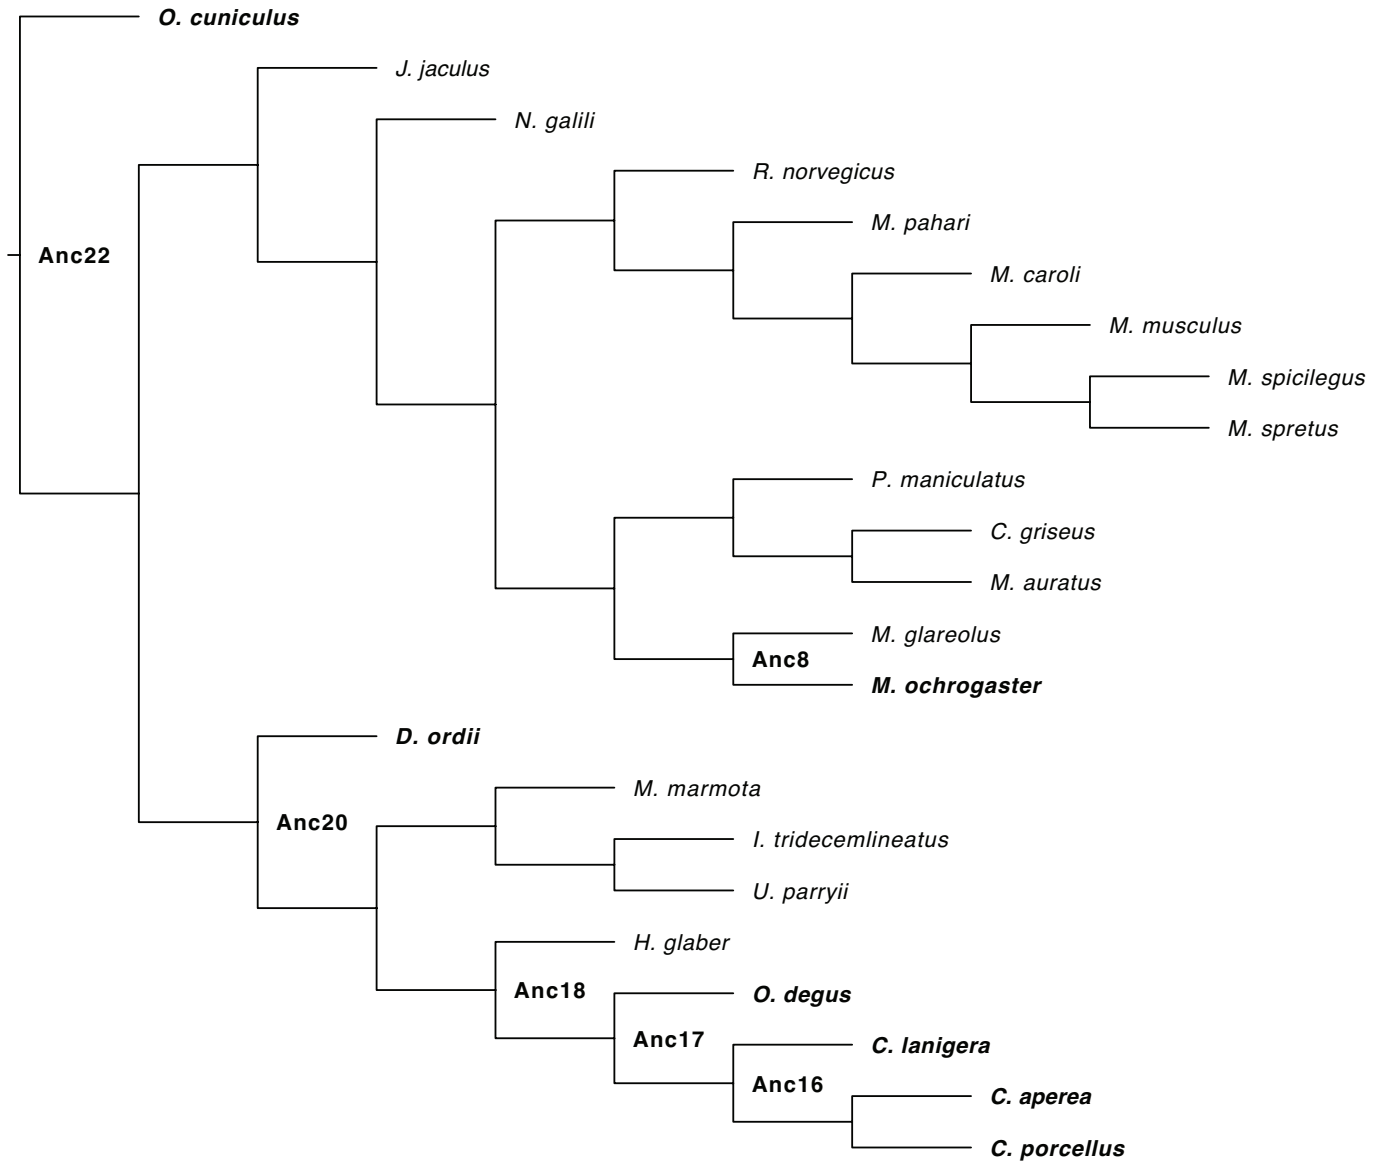 O. cuniculus
J. jaculus
N. galili
R. norvegicus
M. pahari
Anc22
M. caroli
M. musculus
M. spicilegus
M. spretus
P. maniculatus
C. griseus
M. auratus
M. glareolus
Anc8
M. ochrogaster
D. ordii
M. marmota
Anc20
I. tridecemlineatus
U. parryii
H. glaber
Anc18
O. degus
Anc17
C. lanigera
Anc16
C. aperea
C. porcellus